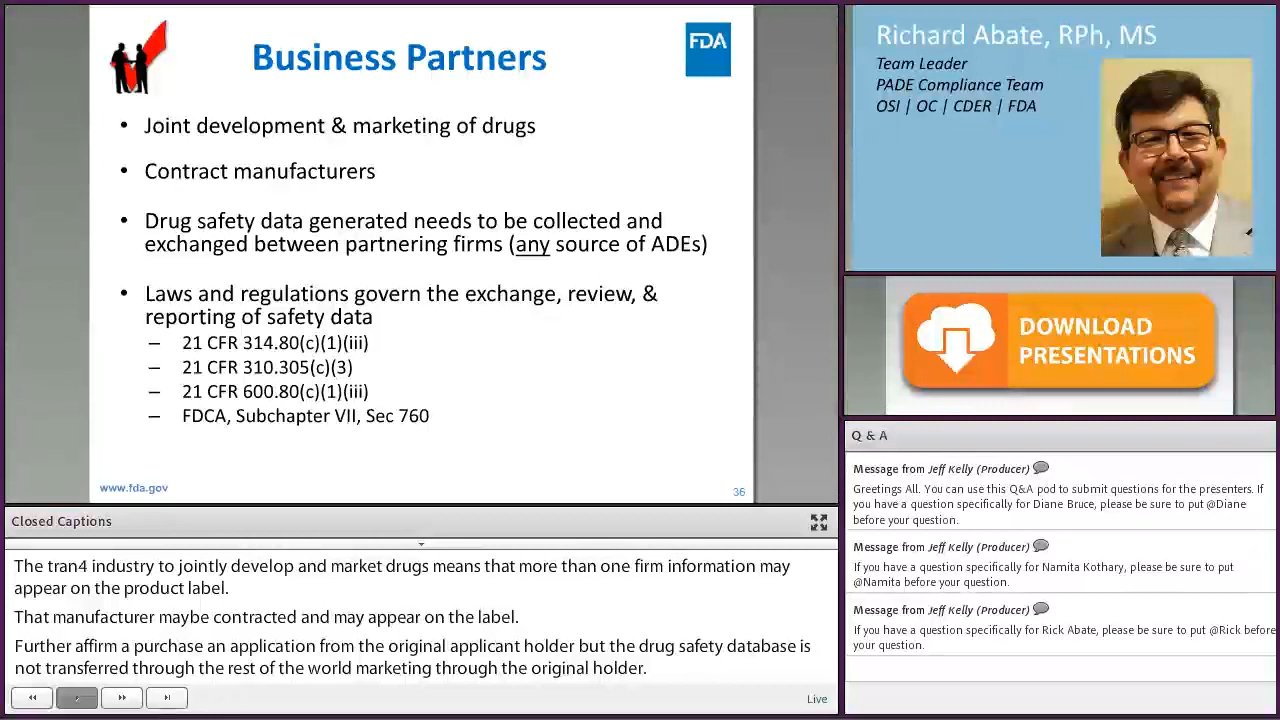 Business Partners
FDA
• Joint development & marketing of drugs
• Contract manufacturers
• Drug safety data generated needs to be collected and
exchanged between partnering firms (any source of ADEs)
• Laws and regulations govern the exchange, review, &
reporting of safety data
– 21 CFR 314.80(c)(1)(iii)
– 21 CFR 310.305(c)(3)
– 21 CFR 600.80(c)(1)(iii)
– FDCA, Subchapter VII, Sec 760
www.fda.gov
36
Closed Captions
The tran4 industry to jointly develop and market drugs means that more than one firm information may
appear on the product label.
That manufacturer maybe contracted and may appear on the label.
Further affirm a purchase an application from the original applicant holder but the drug safety database is
not transferred through the rest of the world marketing through the original holder.
Live
Richard Abate, RPh, MS
Team Leader
PADE Compliance Team
OSI | OC | CDER | FDA
DOWNLOAD
PRESENTATIONS
Q & A
Message from Jeff Kelly (Producer)
Greetings All. You can use this Q&A pod to submit questions for the presenters. If
you have a question specifically for Diane Bruce, please be sure to put @Diane
before your question.
Message from Jeff Kelly (Producer)
If you have a question specifically for Namita Kothary, please be sure to put
@Namita before your question.
Message from Jeff Kelly (Producer)
If you have a question specifically for Rick Abate, please be sure to put @Rick before
your question.